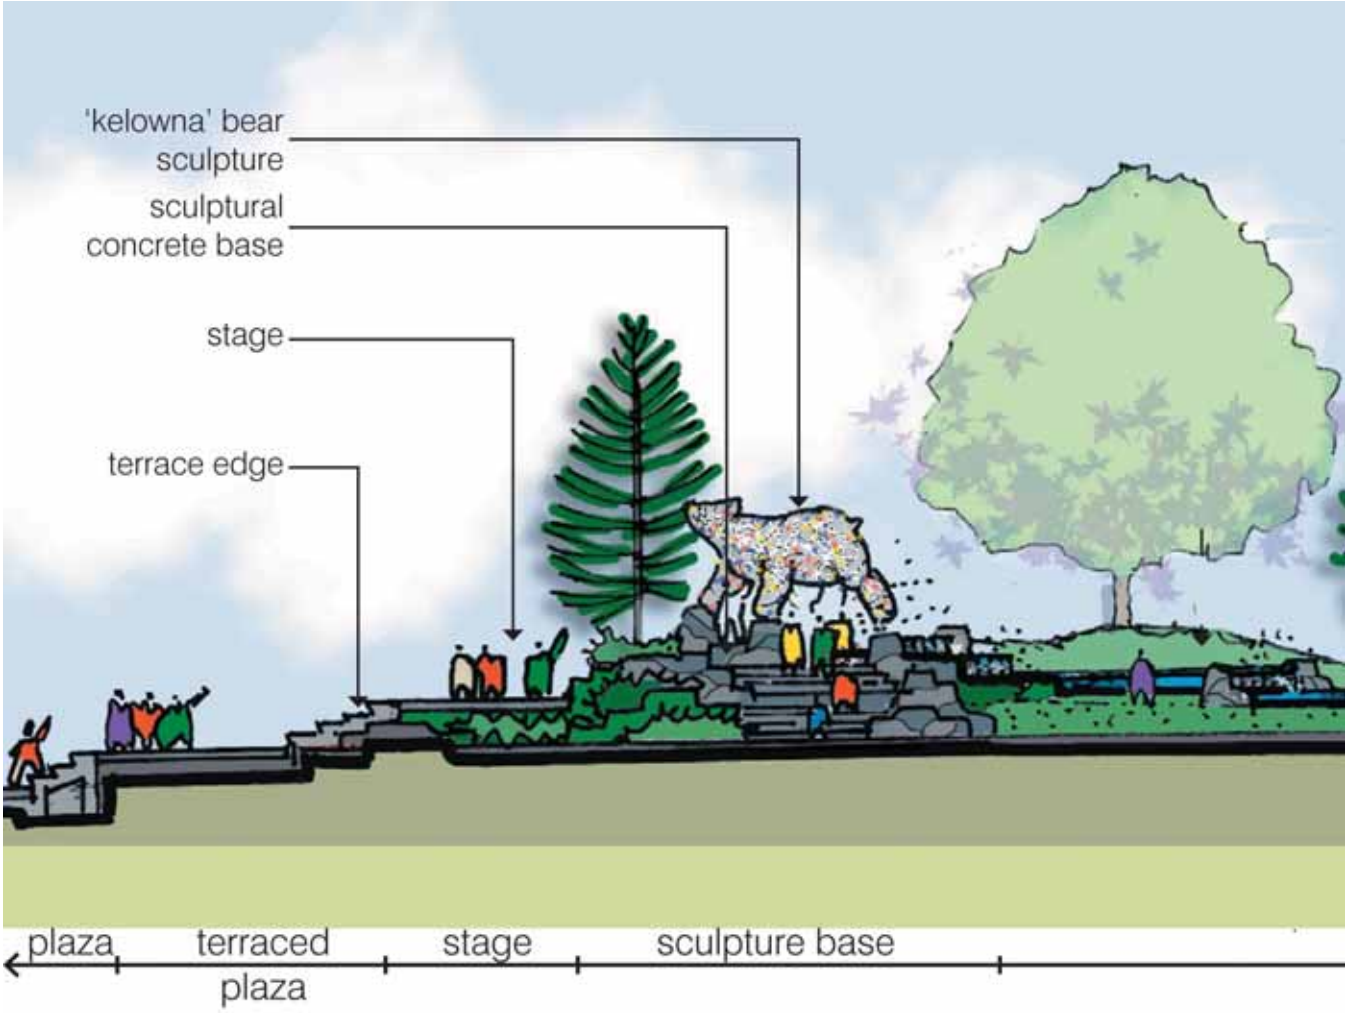 'kelowna' bear
sculpture
sculptural
concrete base
stage
terrace edge
plaza
terraced
plaza
stage
sculpture base